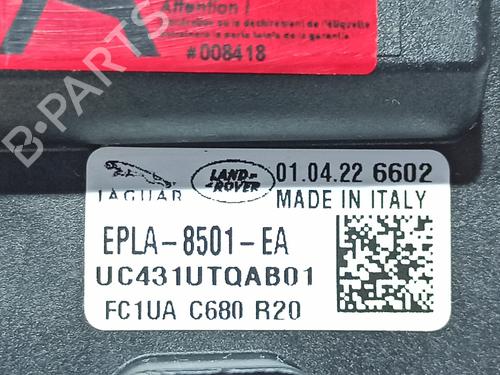 Attention !
#008418
B-PARTS
JAGUAR
LAND-
ROVER
01.04.22 6602
MADE IN ITALY
EPLA-8501-EA
UC431UTQAB01
FC1UA C680 R20